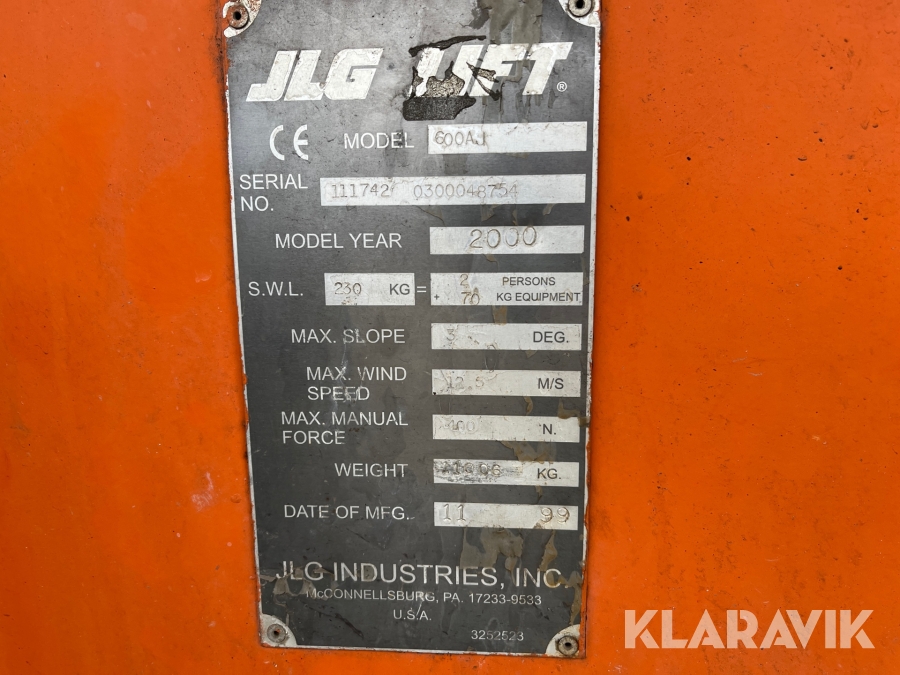 JLG LIFT®
CE MODEL 600AJ
SERIAL NO. 111742 0300048754
MODEL YEAR 2000
S.W.L. 230 KG = 2 PERSONS
+ 70 KG EQUIPMENT
MAX. SLOPE 3 DEG.
MAX. WIND SPEED 12.5 M/S
MAX. MANUAL FORCE 400 N.
WEIGHT KG.
DATE OF MFG. 11 99
JLG INDUSTRIES, INC.
McCONNELLSBURG, PA. 17233-9533
U.S.A.
3252523
KLARAVIK